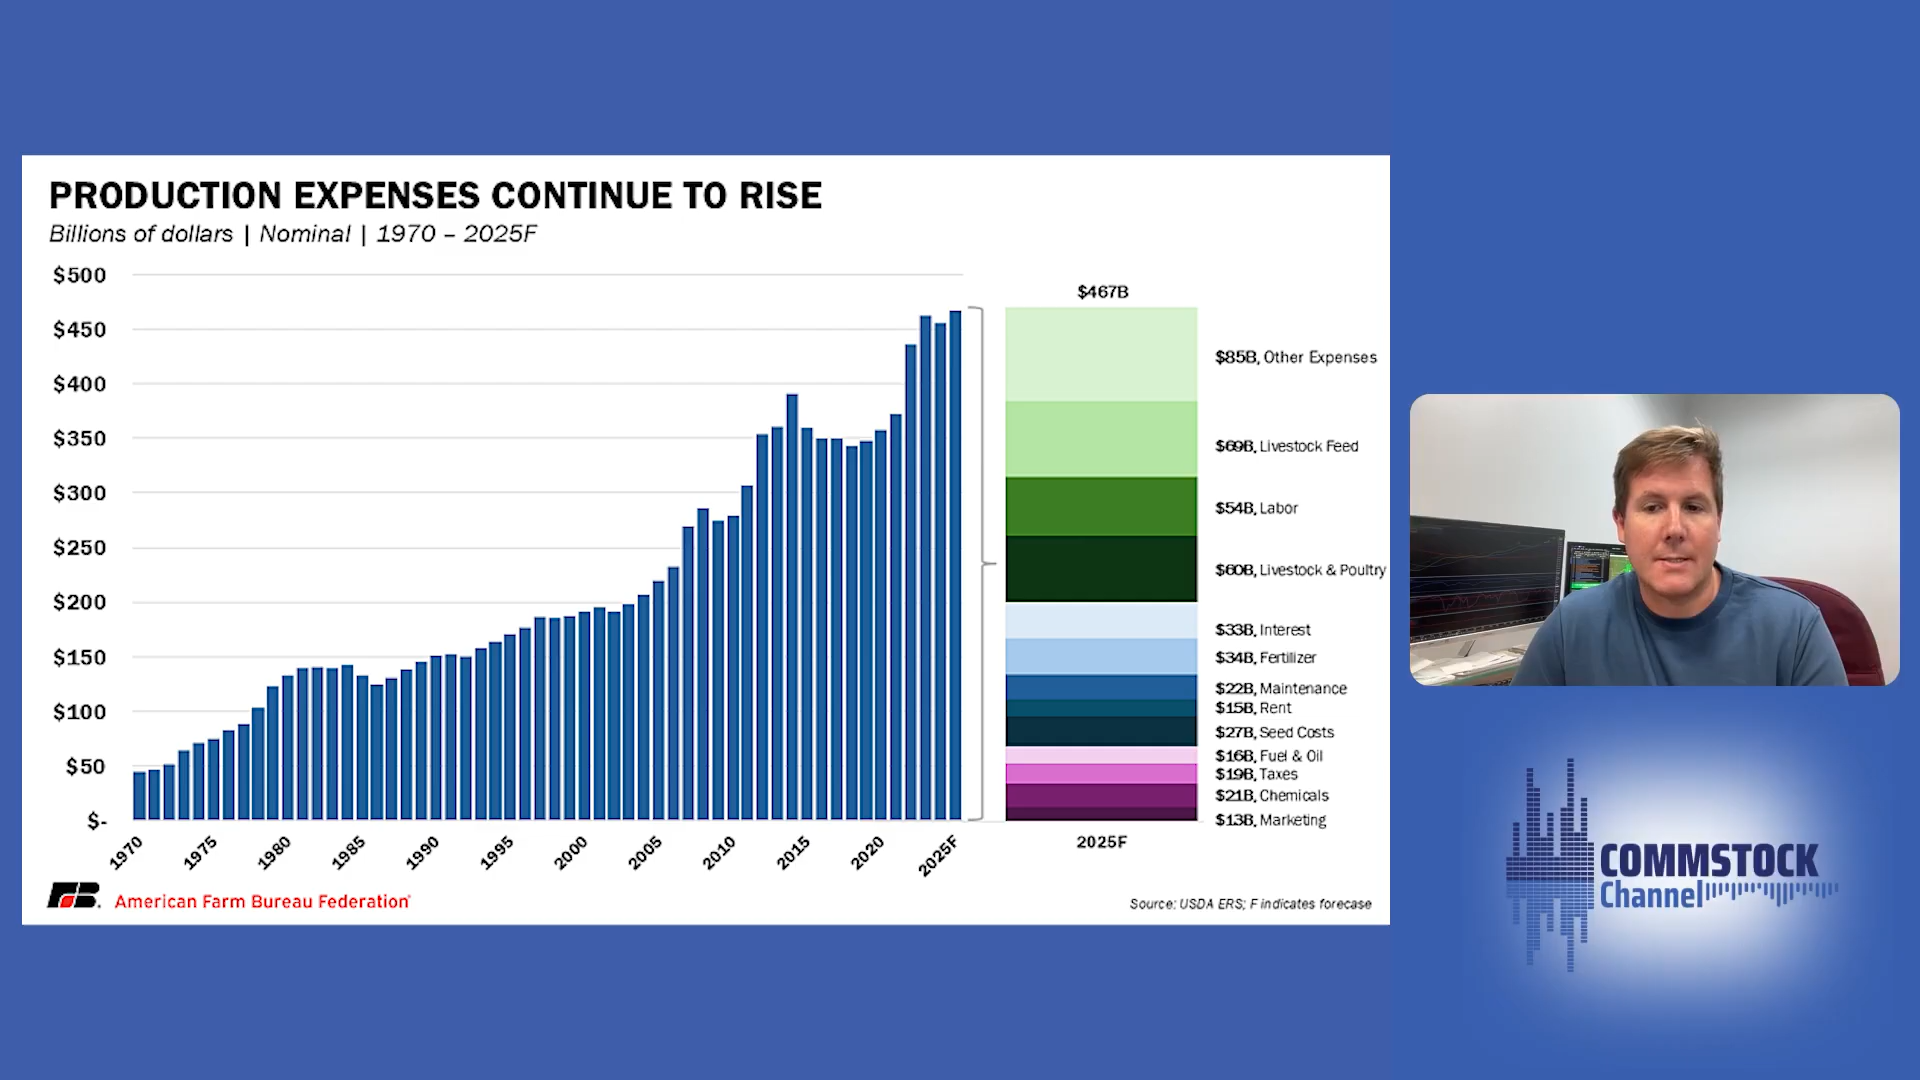 PRODUCTION EXPENSES CONTINUE TO RISE
Billions of dollars | Nominal | 1970 – 2025F
$500
$450
$400
$350
$300
$250
$200
$150
$100
$50
$-
1970
1975
1980
1985
1990
1995
2000
2005
2010
2015
2020
2025F
$467B
$85B, Other Expenses
$69B, Livestock Feed
$54B, Labor
$60B, Livestock & Poultry
$33B, Interest
$34B, Fertilizer
$22B, Maintenance
$15B, Rent
$27B, Seed Costs
$16B, Fuel & Oil
$19B, Taxes
$21B, Chemicals
$13B, Marketing
2025F
FB
American Farm Bureau Federation
Source: USDA ERS; F indicates forecase
COMMSTOCK
Channel